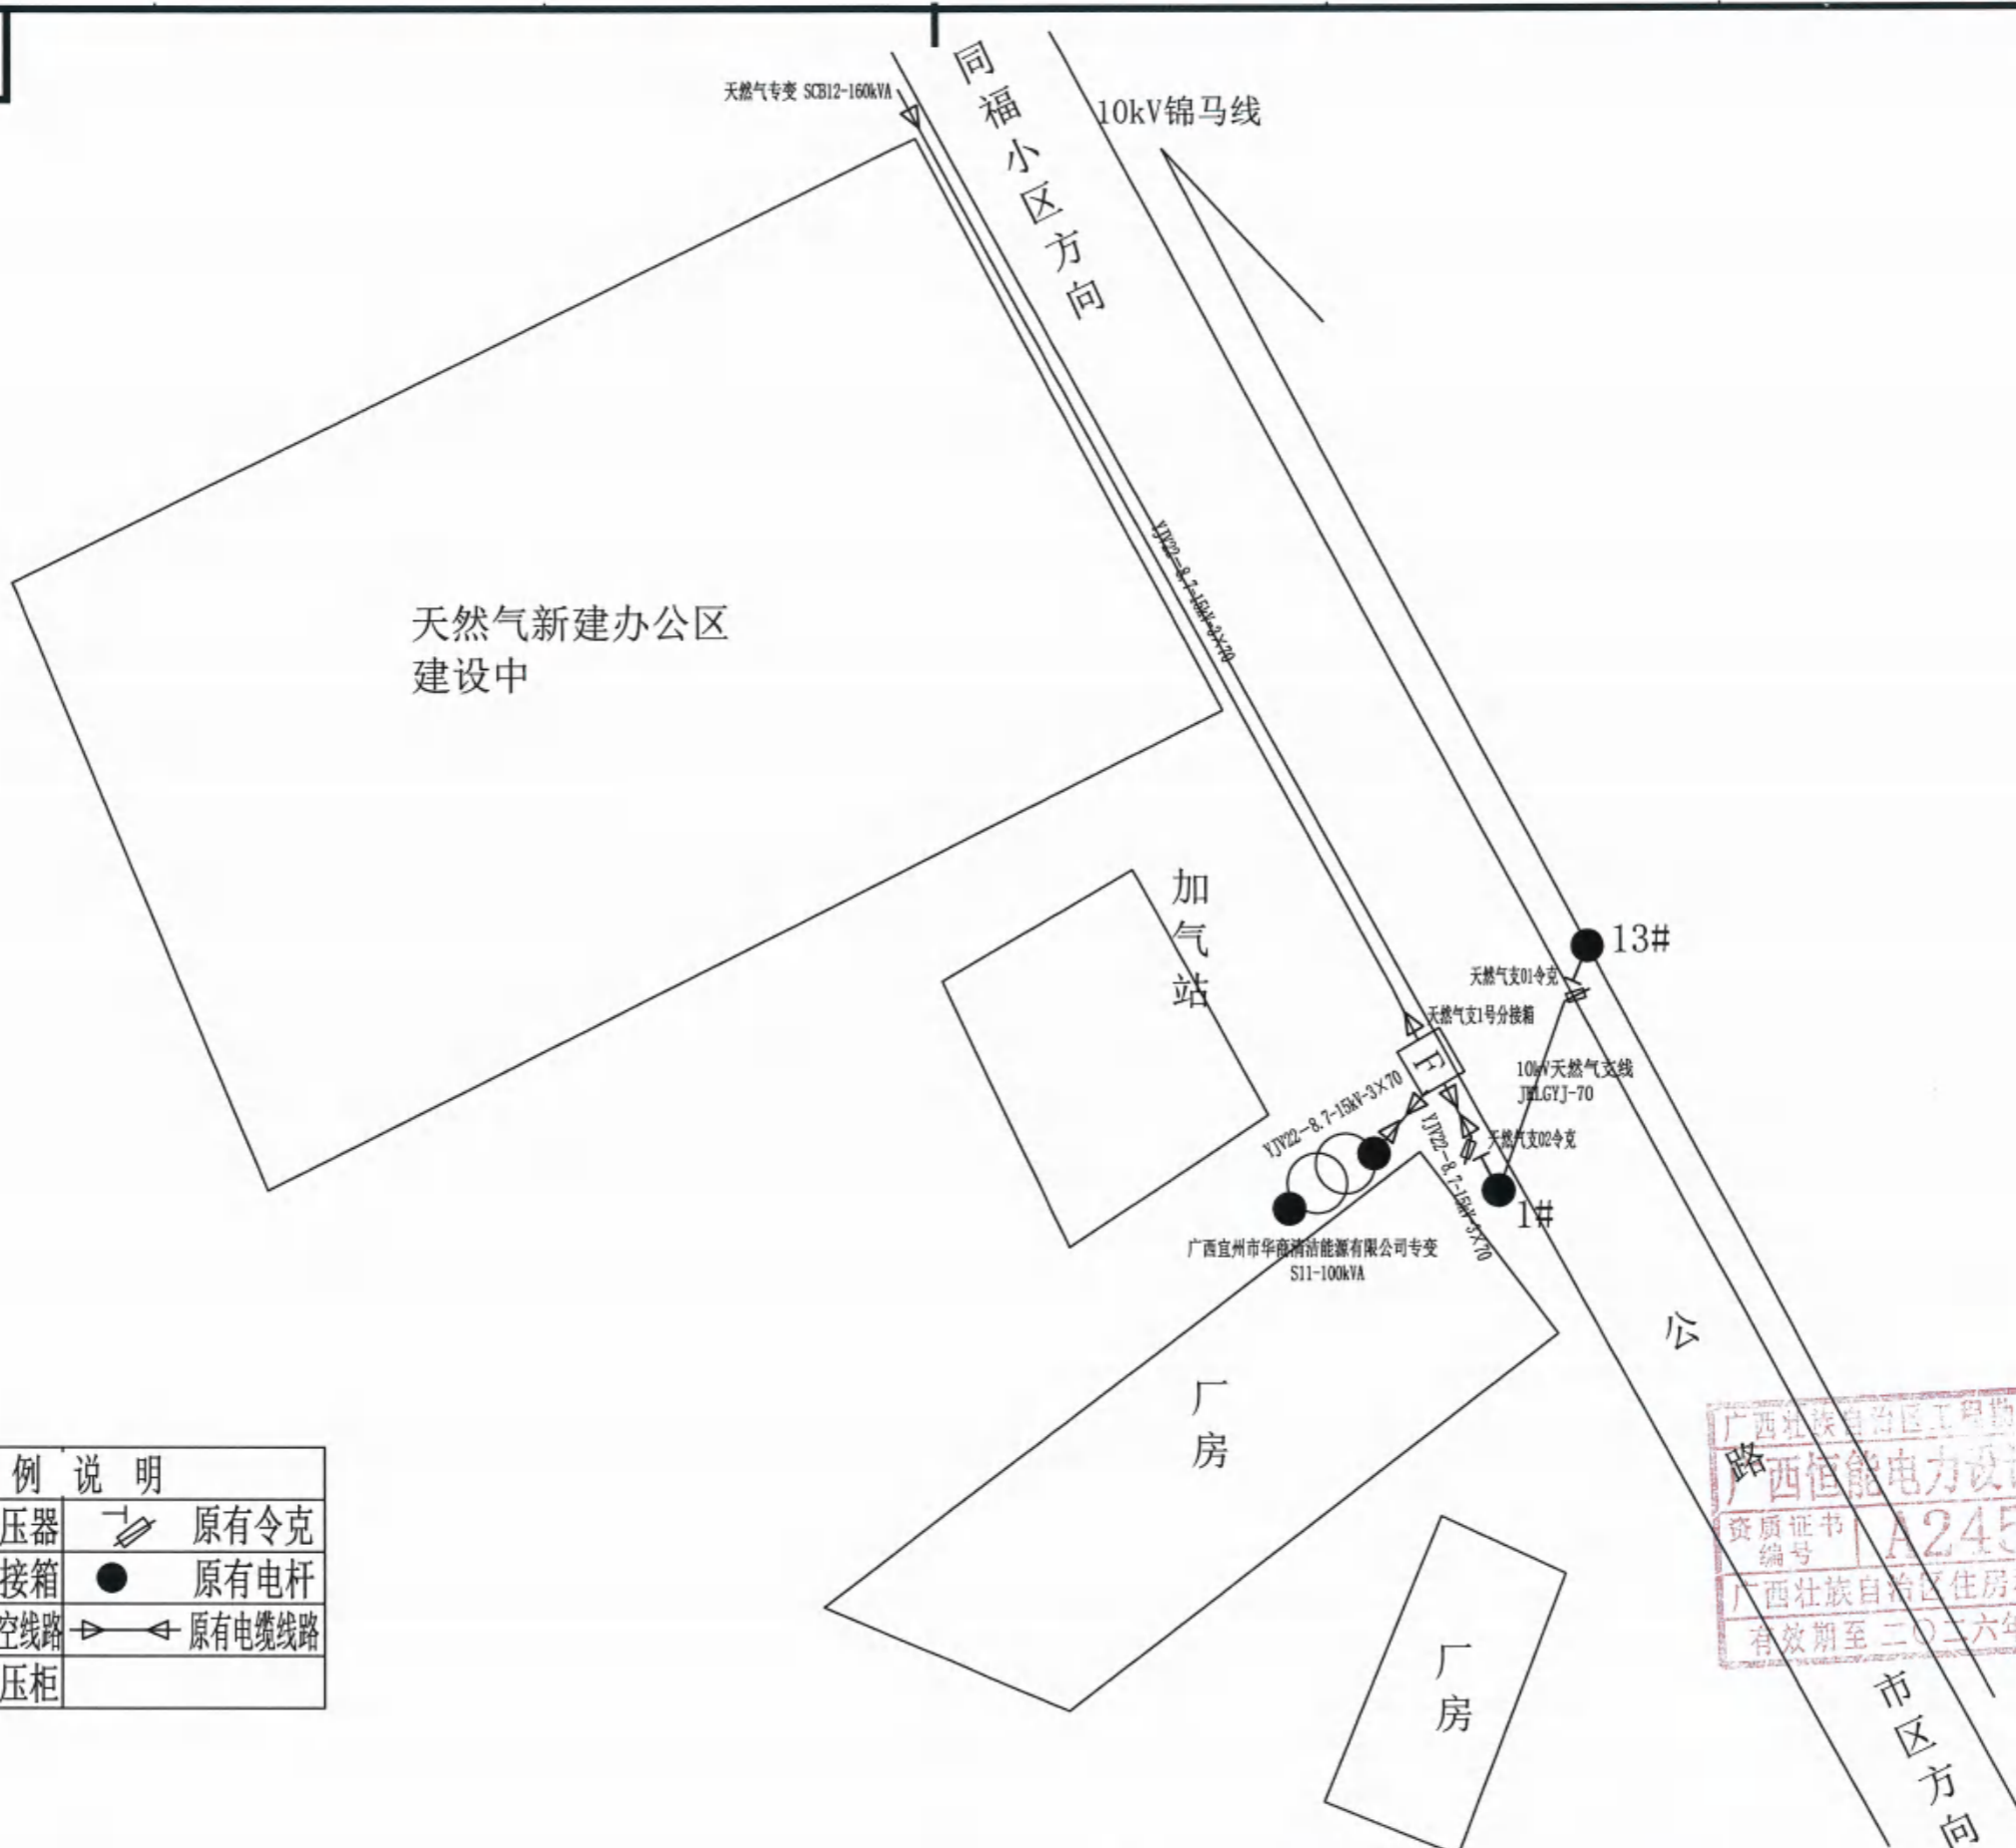 同福小区方向
天然气专变 SCB12-160kVA
10kV锦马线
YJV22-8.7-15kV-3×70
天然气新建办公区
建设中
加气站
13#
天然气支01令克
天然气支1号分接箱
F
10kV天然气支线
JKLGYJ-70
YJV22-8.7-15kV-3×70
YJV22-8.7-15kV-3×70
天然气支02令克
1#
广西宜州市华商清洁能源有限公司专变
S11-100kVA
公路
厂房
厂房
市区方向
例 说 明
压器 原有令克
接箱 原有电杆
空线路 原有电缆线路
压柜
广西壮族自治区工程勘
广西恒能电力设
资质证书
编号
A245
广西壮族自治区住房
有效期至二〇二六年